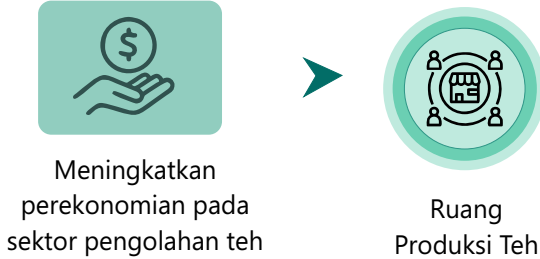 $
Meningkatkan
perekonomian pada
sektor pengolahan teh
Ruang
Produksi Teh